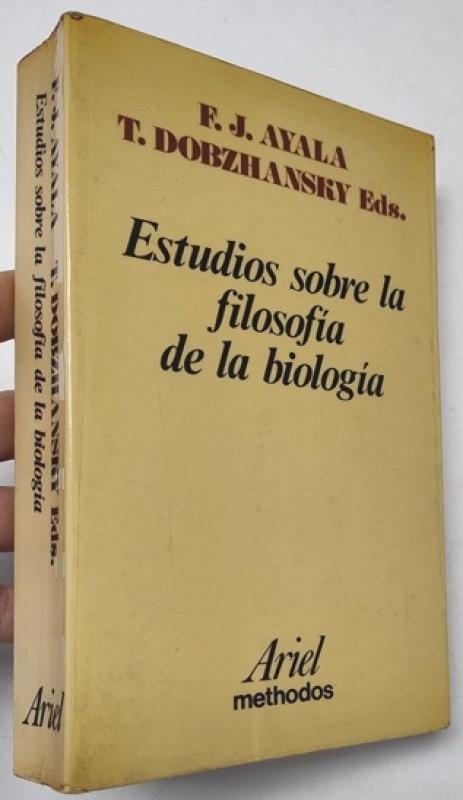 F. J. AYALA
T. DOBZHANSKY Eds.
Estudios sobre la
filosofía
de la biología
Ariel
methodos
F. J. AYALA T. DOBZHANSKY Eds.
Estudios sobre la filosofía de la biología
Ariel